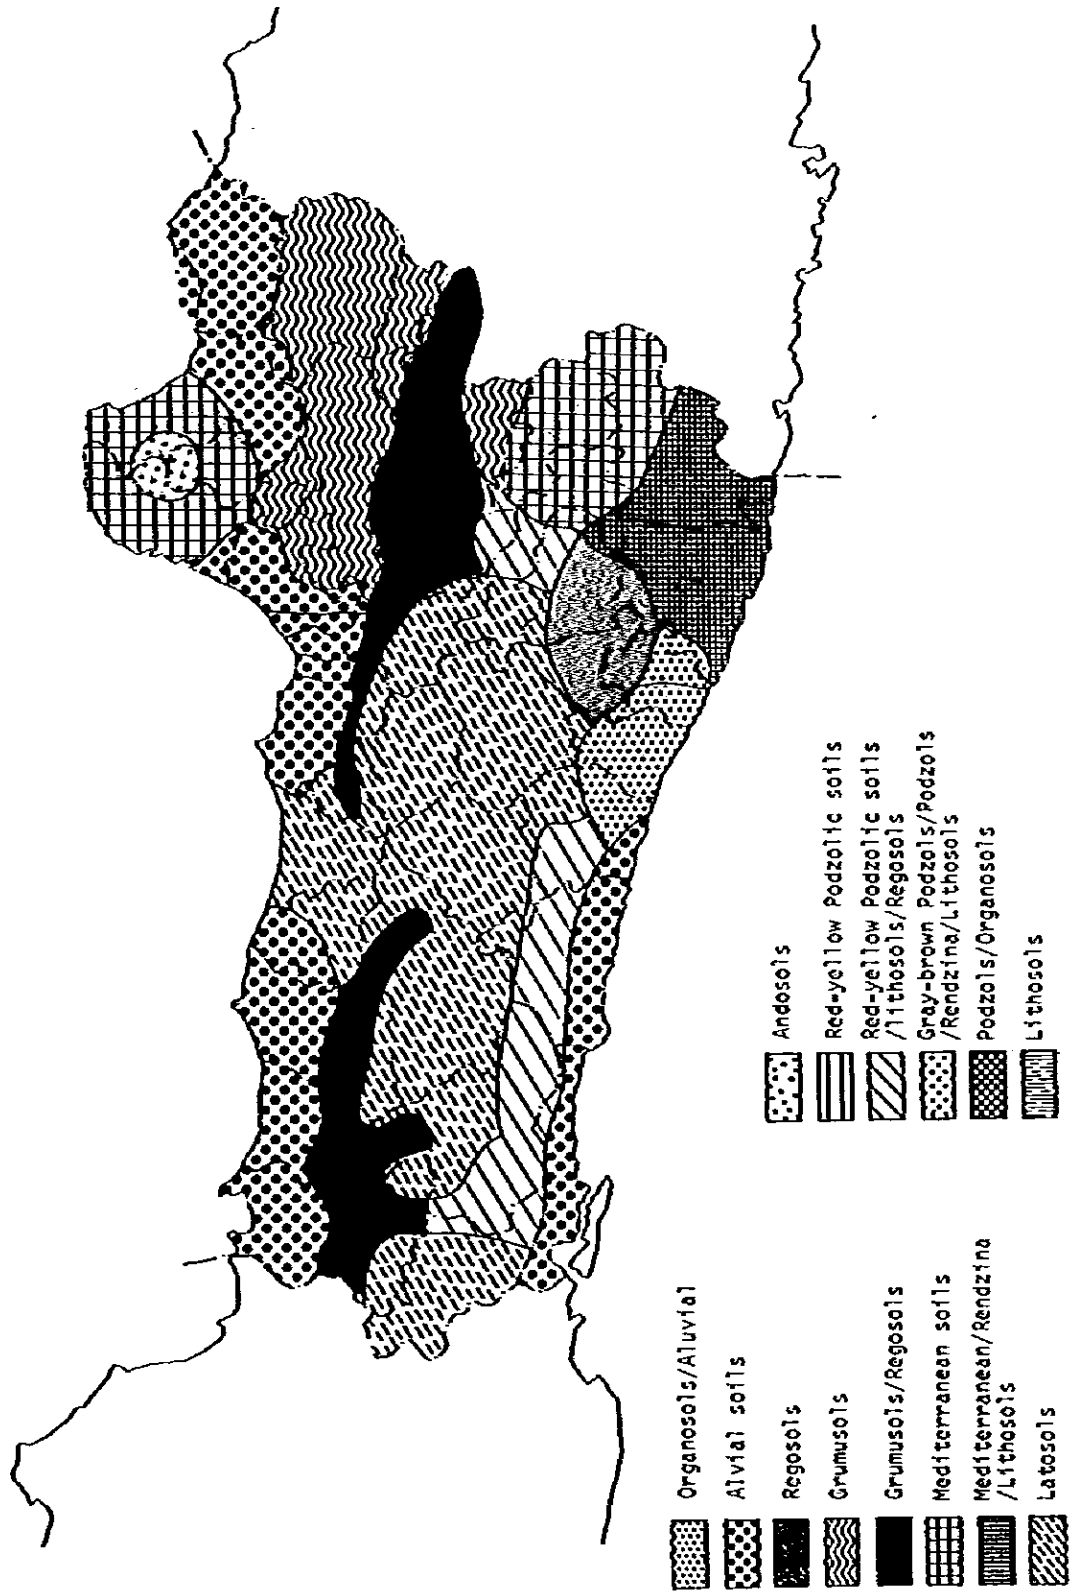 Organosols/Aluvial
Alvial soils
Regosols
Grumusols
Grumusols/Regosols
Mediterranean soils
Mediterranean/Rendzina
/Lithosols
Latosols
Andosols
Red-yellow Podzolic soils
Red-yellow Podzolic soils
/lithosols/Regosols
Gray-brown Podzols/Podzols
/Rendzina/Lithosols
Podzols/Organosols
Lithosols